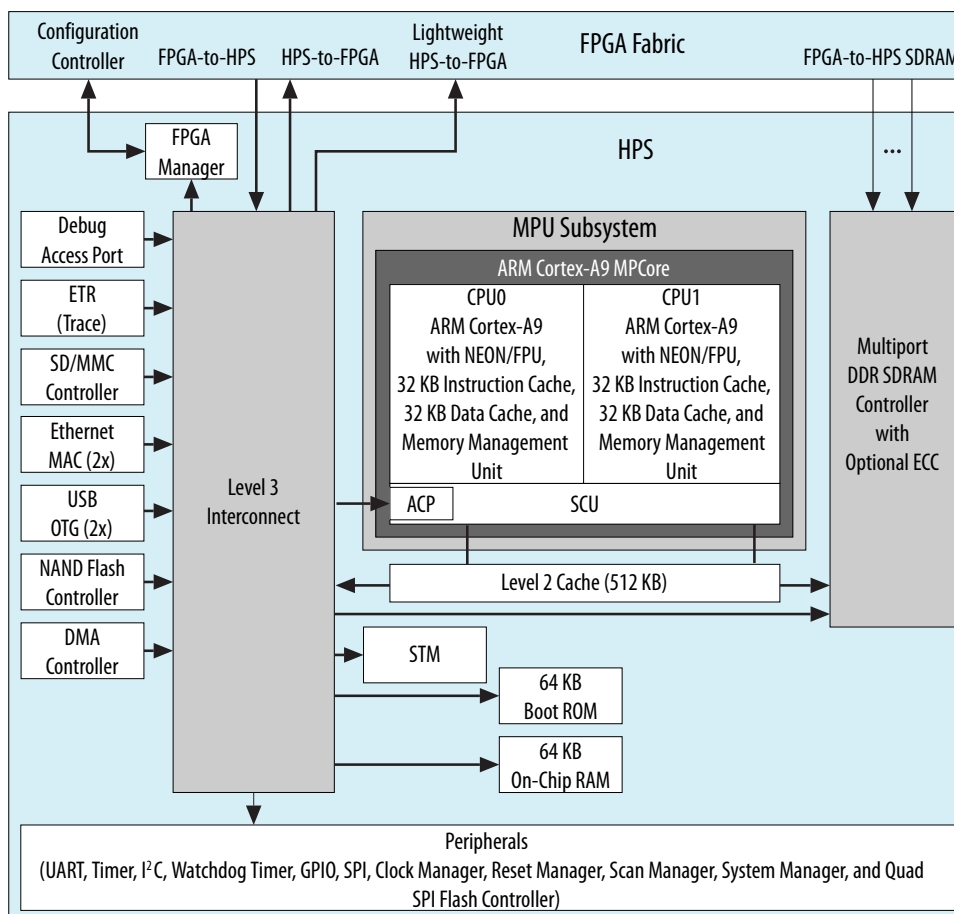 Configuration
Controller
FPGA-to-HPS
HPS-to-FPGA
Lightweight
HPS-to-FPGA
FPGA Fabric
FPGA-to-HPS SDRAM
HPS
FPGA
Manager
...
Debug
Access Port
ETR
(Trace)
SD/MMC
Controller
Ethernet
MAC (2x)
USB
OTG (2x)
NAND Flash
Controller
DMA
Controller
Level 3
Interconnect
MPU Subsystem
ARM Cortex-A9 MPCore
CPU0
ARM Cortex-A9
with NEON/FPU,
32 KB Instruction Cache,
32 KB Data Cache, and
Memory Management
Unit
CPU1
ARM Cortex-A9
with NEON/FPU,
32 KB Instruction Cache,
32 KB Data Cache, and
Memory Management
Unit
ACP
SCU
Level 2 Cache (512 KB)
Multiport
DDR SDRAM
Controller
with
Optional ECC
STM
64 KB
Boot ROM
64 KB
On-Chip RAM
Peripherals
(UART, Timer, I²C, Watchdog Timer, GPIO, SPI, Clock Manager, Reset Manager, Scan Manager, System Manager, and Quad
SPI Flash Controller)